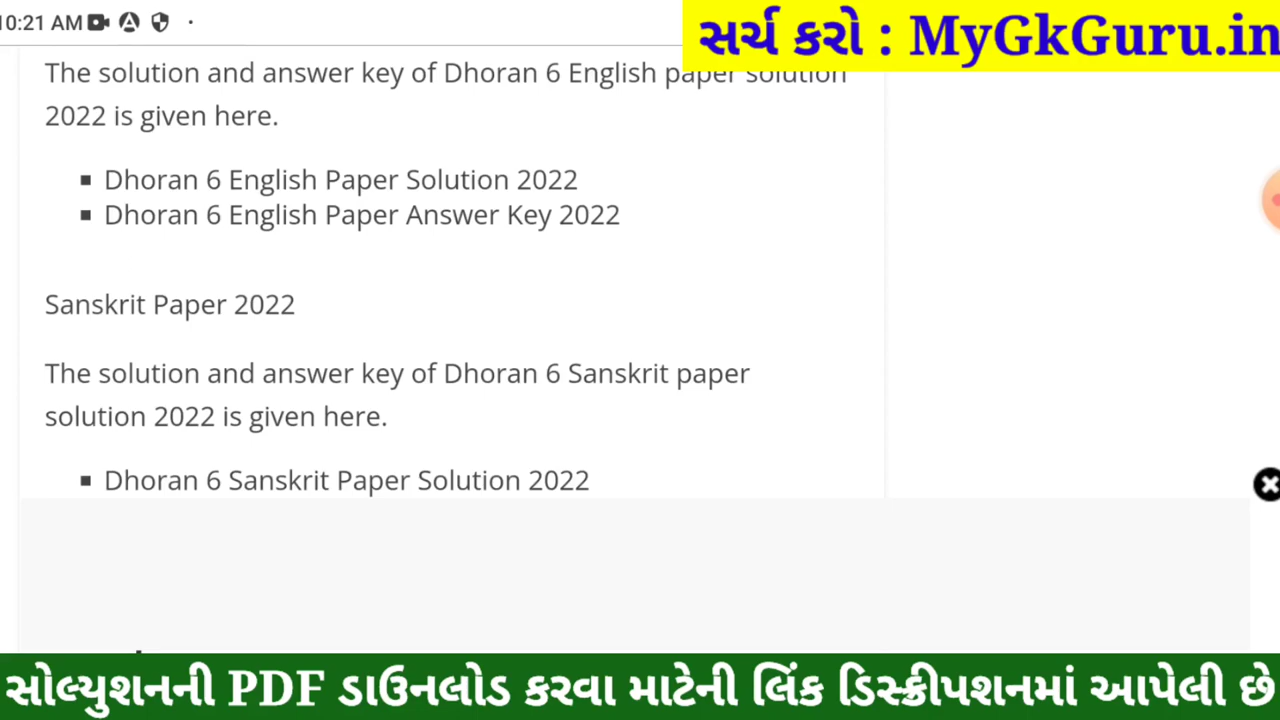 10:21 AM
સર્ચ કરો : MyGkGuru.in
The solution and answer key of Dhoran 6 English paper solution
2022 is given here.
Dhoran 6 English Paper Solution 2022
Dhoran 6 English Paper Answer Key 2022
Sanskrit Paper 2022
The solution and answer key of Dhoran 6 Sanskrit paper
solution 2022 is given here.
Dhoran 6 Sanskrit Paper Solution 2022
સોલ્યુશનની PDF ડાઉનલોડ કરવા માટેની લિંક ડિસ્ક્રીપશનમાં આપેલી છે